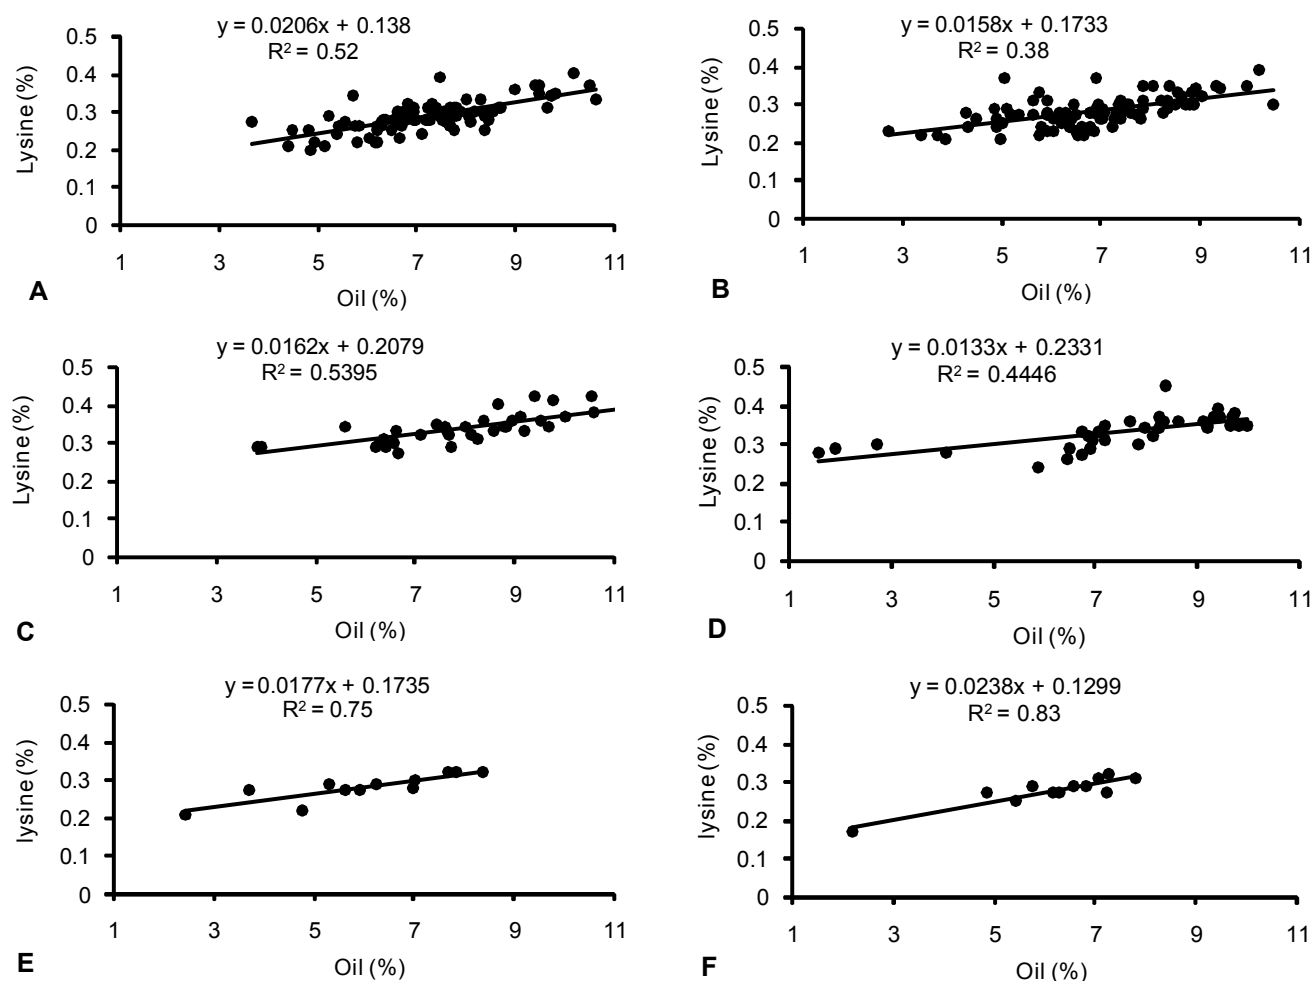 y = 0.0206x + 0.138
R² = 0.52
0.5
0.4
0.3
0.2
0.1
0
Lysine (%)
1 3 5 7 9 11
Oil (%)
A
y = 0.0158x + 0.1733
R² = 0.38
0.5
0.4
0.3
0.2
0.1
0
Lysine (%)
1 3 5 7 9 11
Oil (%)
B
y = 0.0162x + 0.2079
R² = 0.5395
0.5
0.4
0.3
0.2
0.1
0
Lysine (%)
1 3 5 7 9 11
Oil (%)
C
y = 0.0133x + 0.2331
R² = 0.4446
0.5
0.4
0.3
0.2
0.1
0
Lysine (%)
1 3 5 7 9 11
Oil (%)
D
y = 0.0177x + 0.1735
R² = 0.75
0.5
0.4
0.3
0.2
0.1
0
lysine (%)
1 3 5 7 9 11
Oil (%)
E
y = 0.0238x + 0.1299
R² = 0.83
0.5
0.4
0.3
0.2
0.1
0
lysine (%)
1 3 5 7 9 11
Oil (%)
F